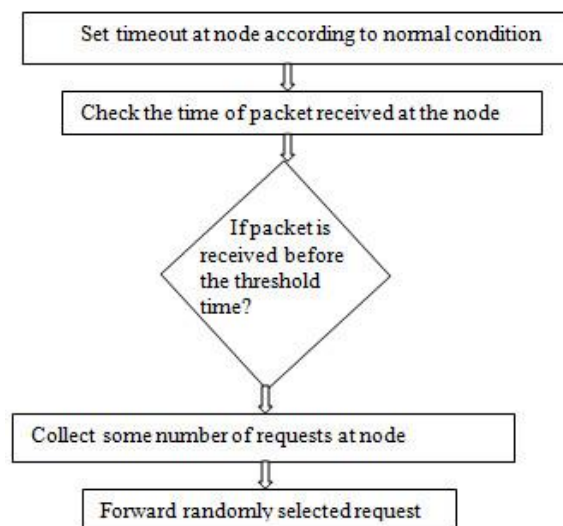 Set timeout at node according to normal condition
Check the time of packet received at the node
If packet is
received before
the threshold
time?
Collect some number of requests at node
Forward randomly selected request